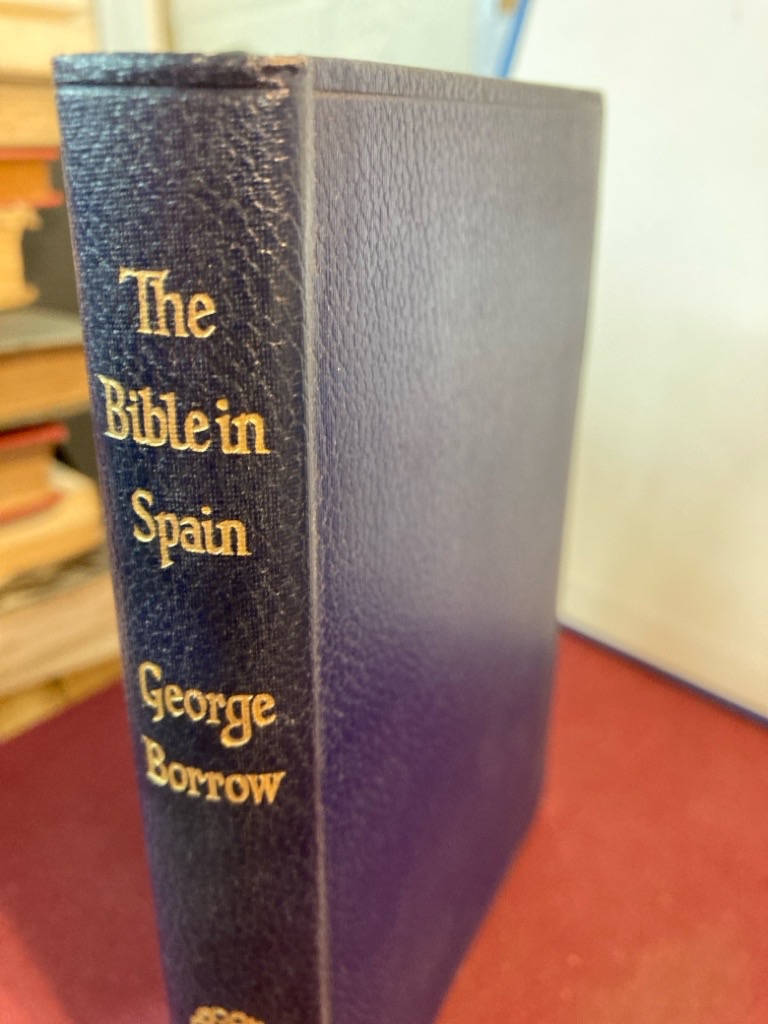 The
Bible in
Spain
George
Borrow